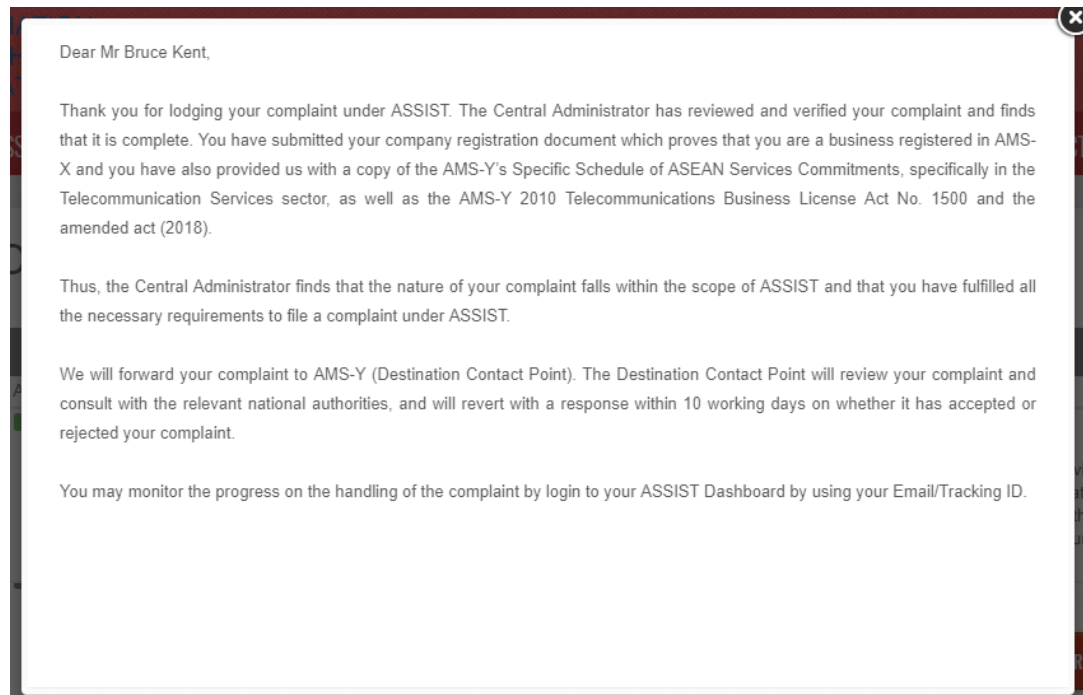 Dear Mr Bruce Kent,
Thank you for lodging your complaint under ASSIST. The Central Administrator has reviewed and verified your complaint and finds
that it is complete. You have submitted your company registration document which proves that you are a business registered in AMS-
X and you have also provided us with a copy of the AMS-Y's Specific Schedule of ASEAN Services Commitments, specifically in the
Telecommunication Services sector, as well as the AMS-Y 2010 Telecommunications Business License Act No. 1500 and the
amended act (2018).
Thus, the Central Administrator finds that the nature of your complaint falls within the scope of ASSIST and that you have fulfilled all
the necessary requirements to file a complaint under ASSIST.
We will forward your complaint to AMS-Y (Destination Contact Point). The Destination Contact Point will review your complaint and
consult with the relevant national authorities, and will revert with a response within 10 working days on whether it has accepted or
rejected your complaint.
You may monitor the progress on the handling of the complaint by login to your ASSIST Dashboard by using your Email/Tracking ID.